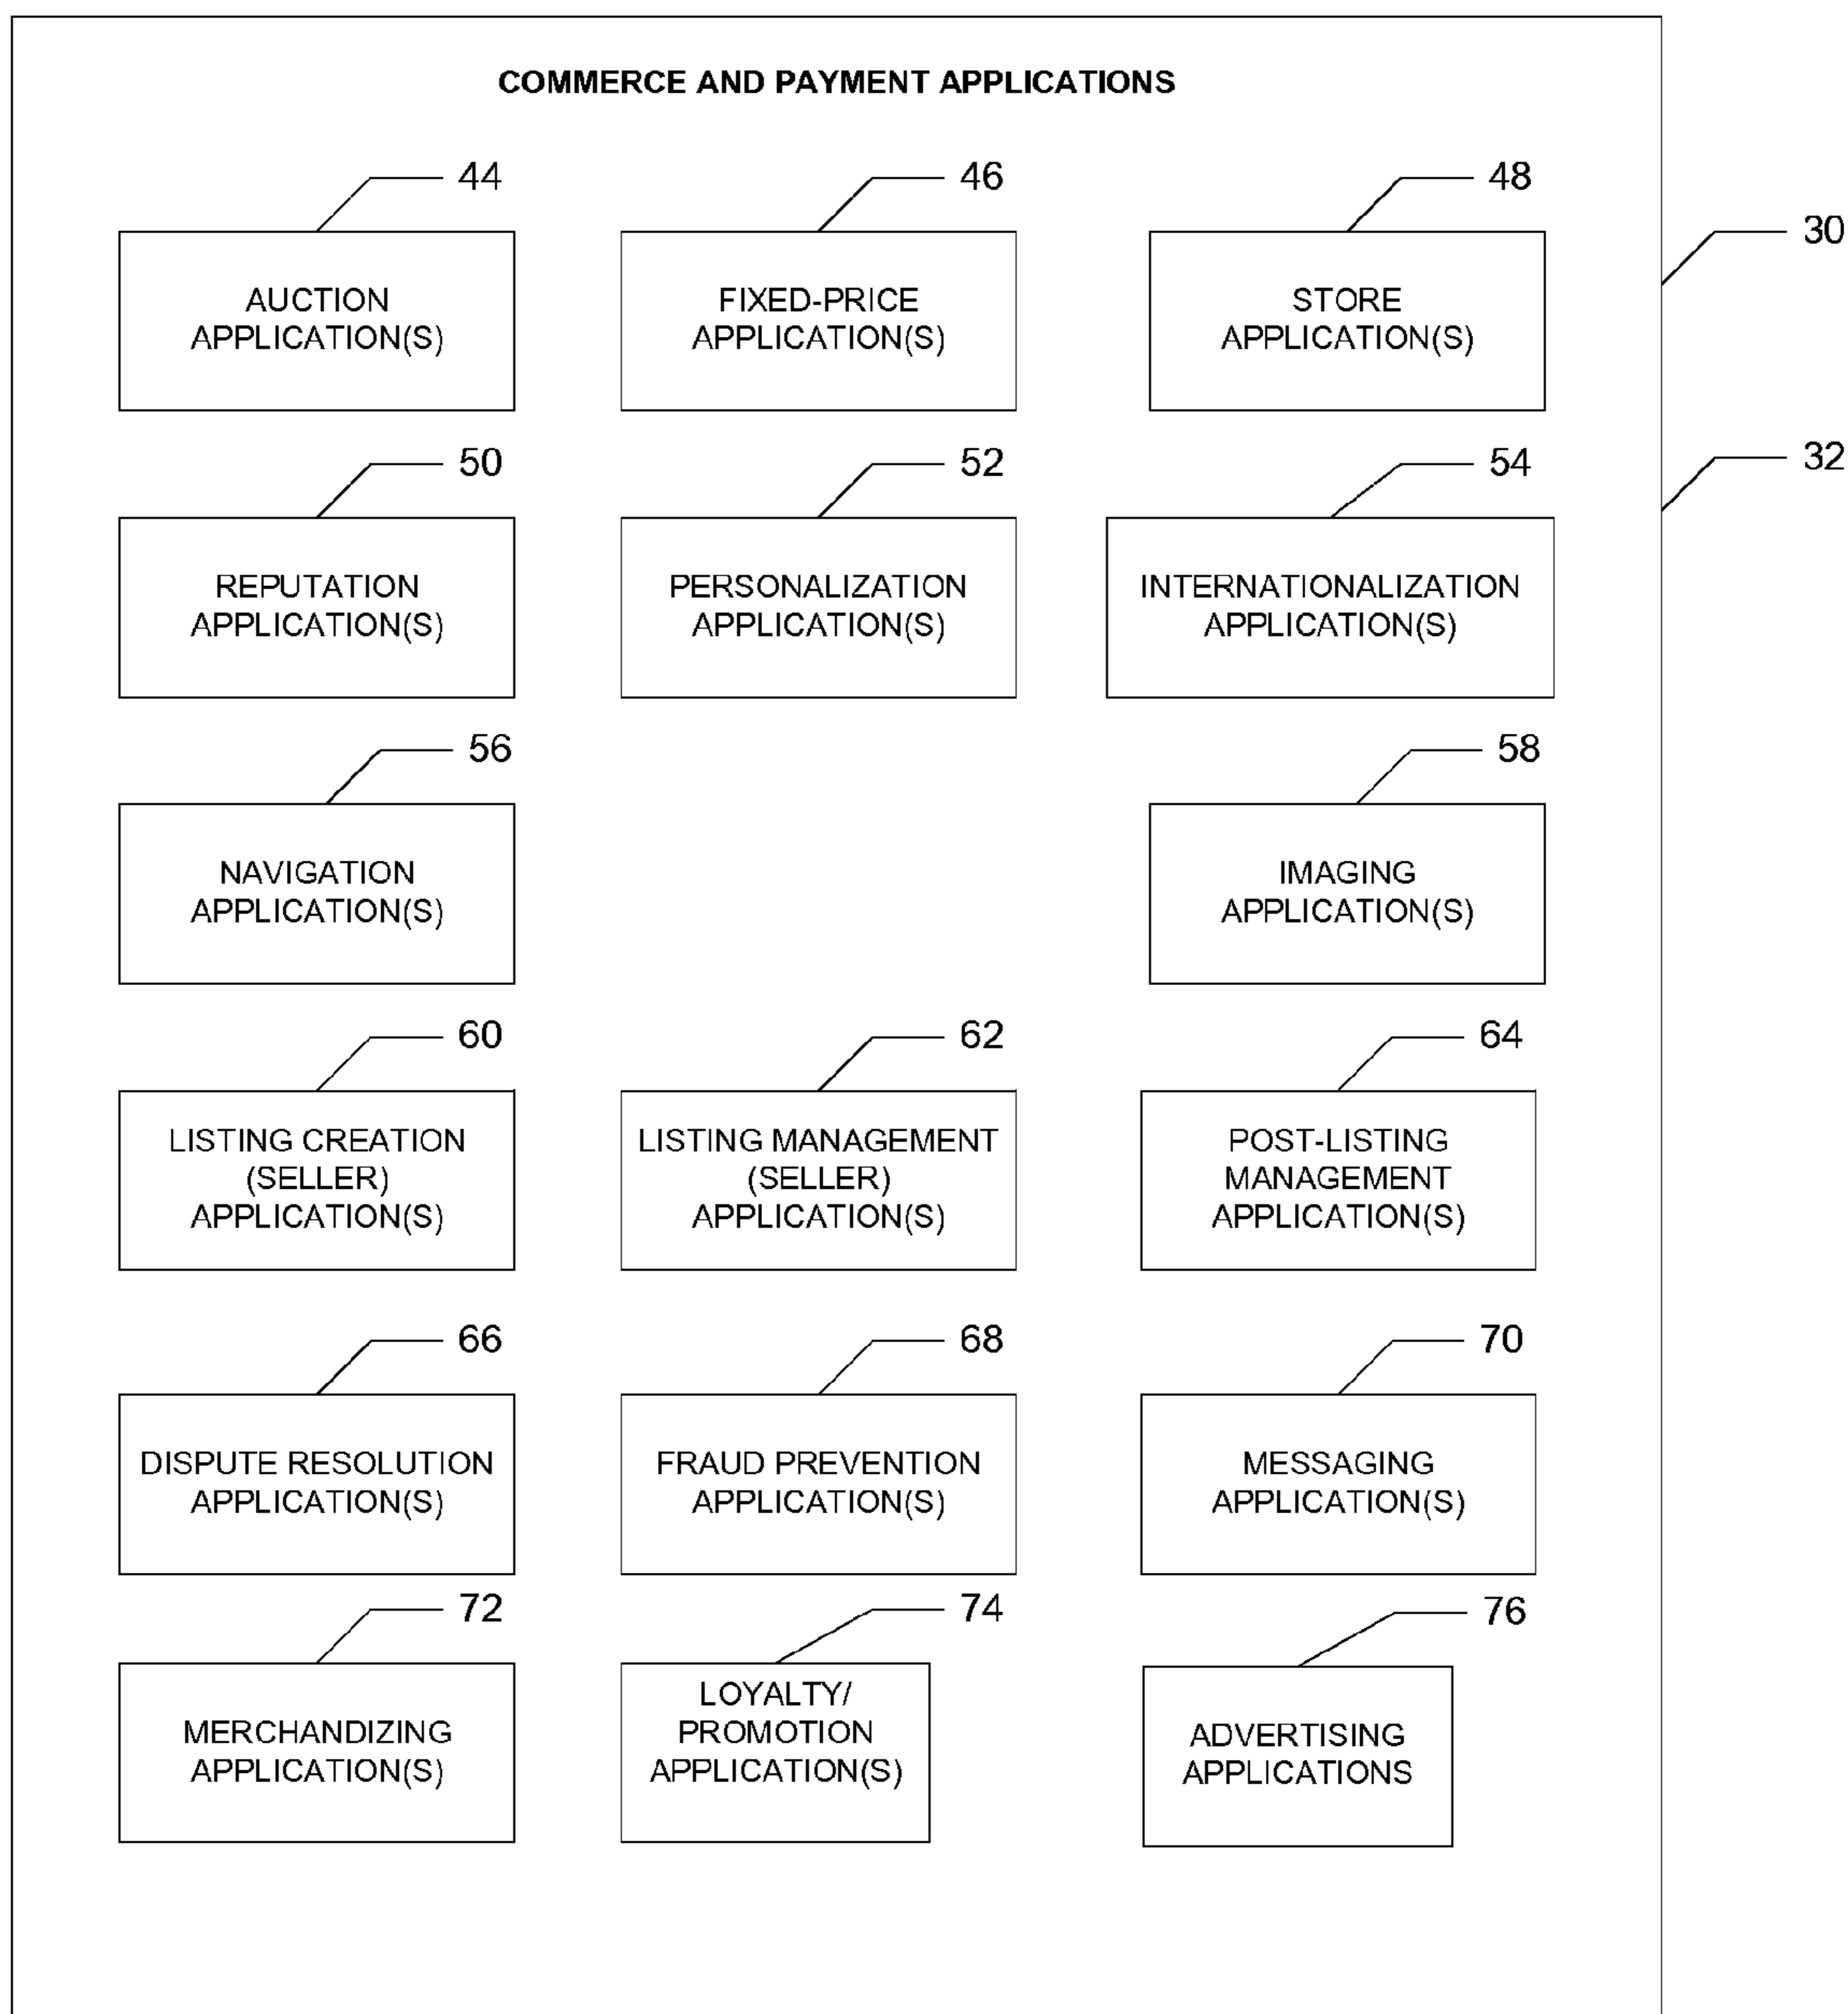 COMMERCE AND PAYMENT APPLICATIONS
44
46
48
30
AUCTION
APPLICATION(S)
FIXED-PRICE
APPLICATION(S)
STORE
APPLICATION(S)
50
52
54
32
REPUTATION
APPLICATION(S)
PERSONALIZATION
APPLICATION(S)
INTERNATIONALIZATION
APPLICATION(S)
56
58
NAVIGATION
APPLICATION(S)
IMAGING
APPLICATION(S)
60
62
64
LISTING CREATION
(SELLER)
APPLICATION(S)
LISTING MANAGEMENT
(SELLER)
APPLICATION(S)
POST-LISTING
MANAGEMENT
APPLICATION(S)
66
68
70
DISPUTE RESOLUTION
APPLICATION(S)
FRAUD PREVENTION
APPLICATION(S)
MESSAGING
APPLICATION(S)
72
74
76
MERCHANDIZING
APPLICATION(S)
LOYALTY/
PROMOTION
APPLICATION(S)
ADVERTISING
APPLICATIONS